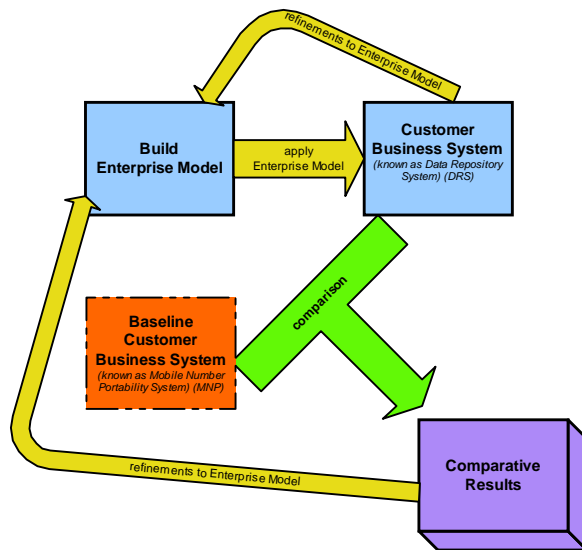 refinements to Enterprise Model
Build
Enterprise Model
apply
Enterprise Model
Customer
Business System
(known as Data Repository
System) (DRS)
comparison
Baseline
Customer
Business System
(known as Mobile Number
Portability System) (MNP)
refinements to Enterprise Model
Comparative
Results